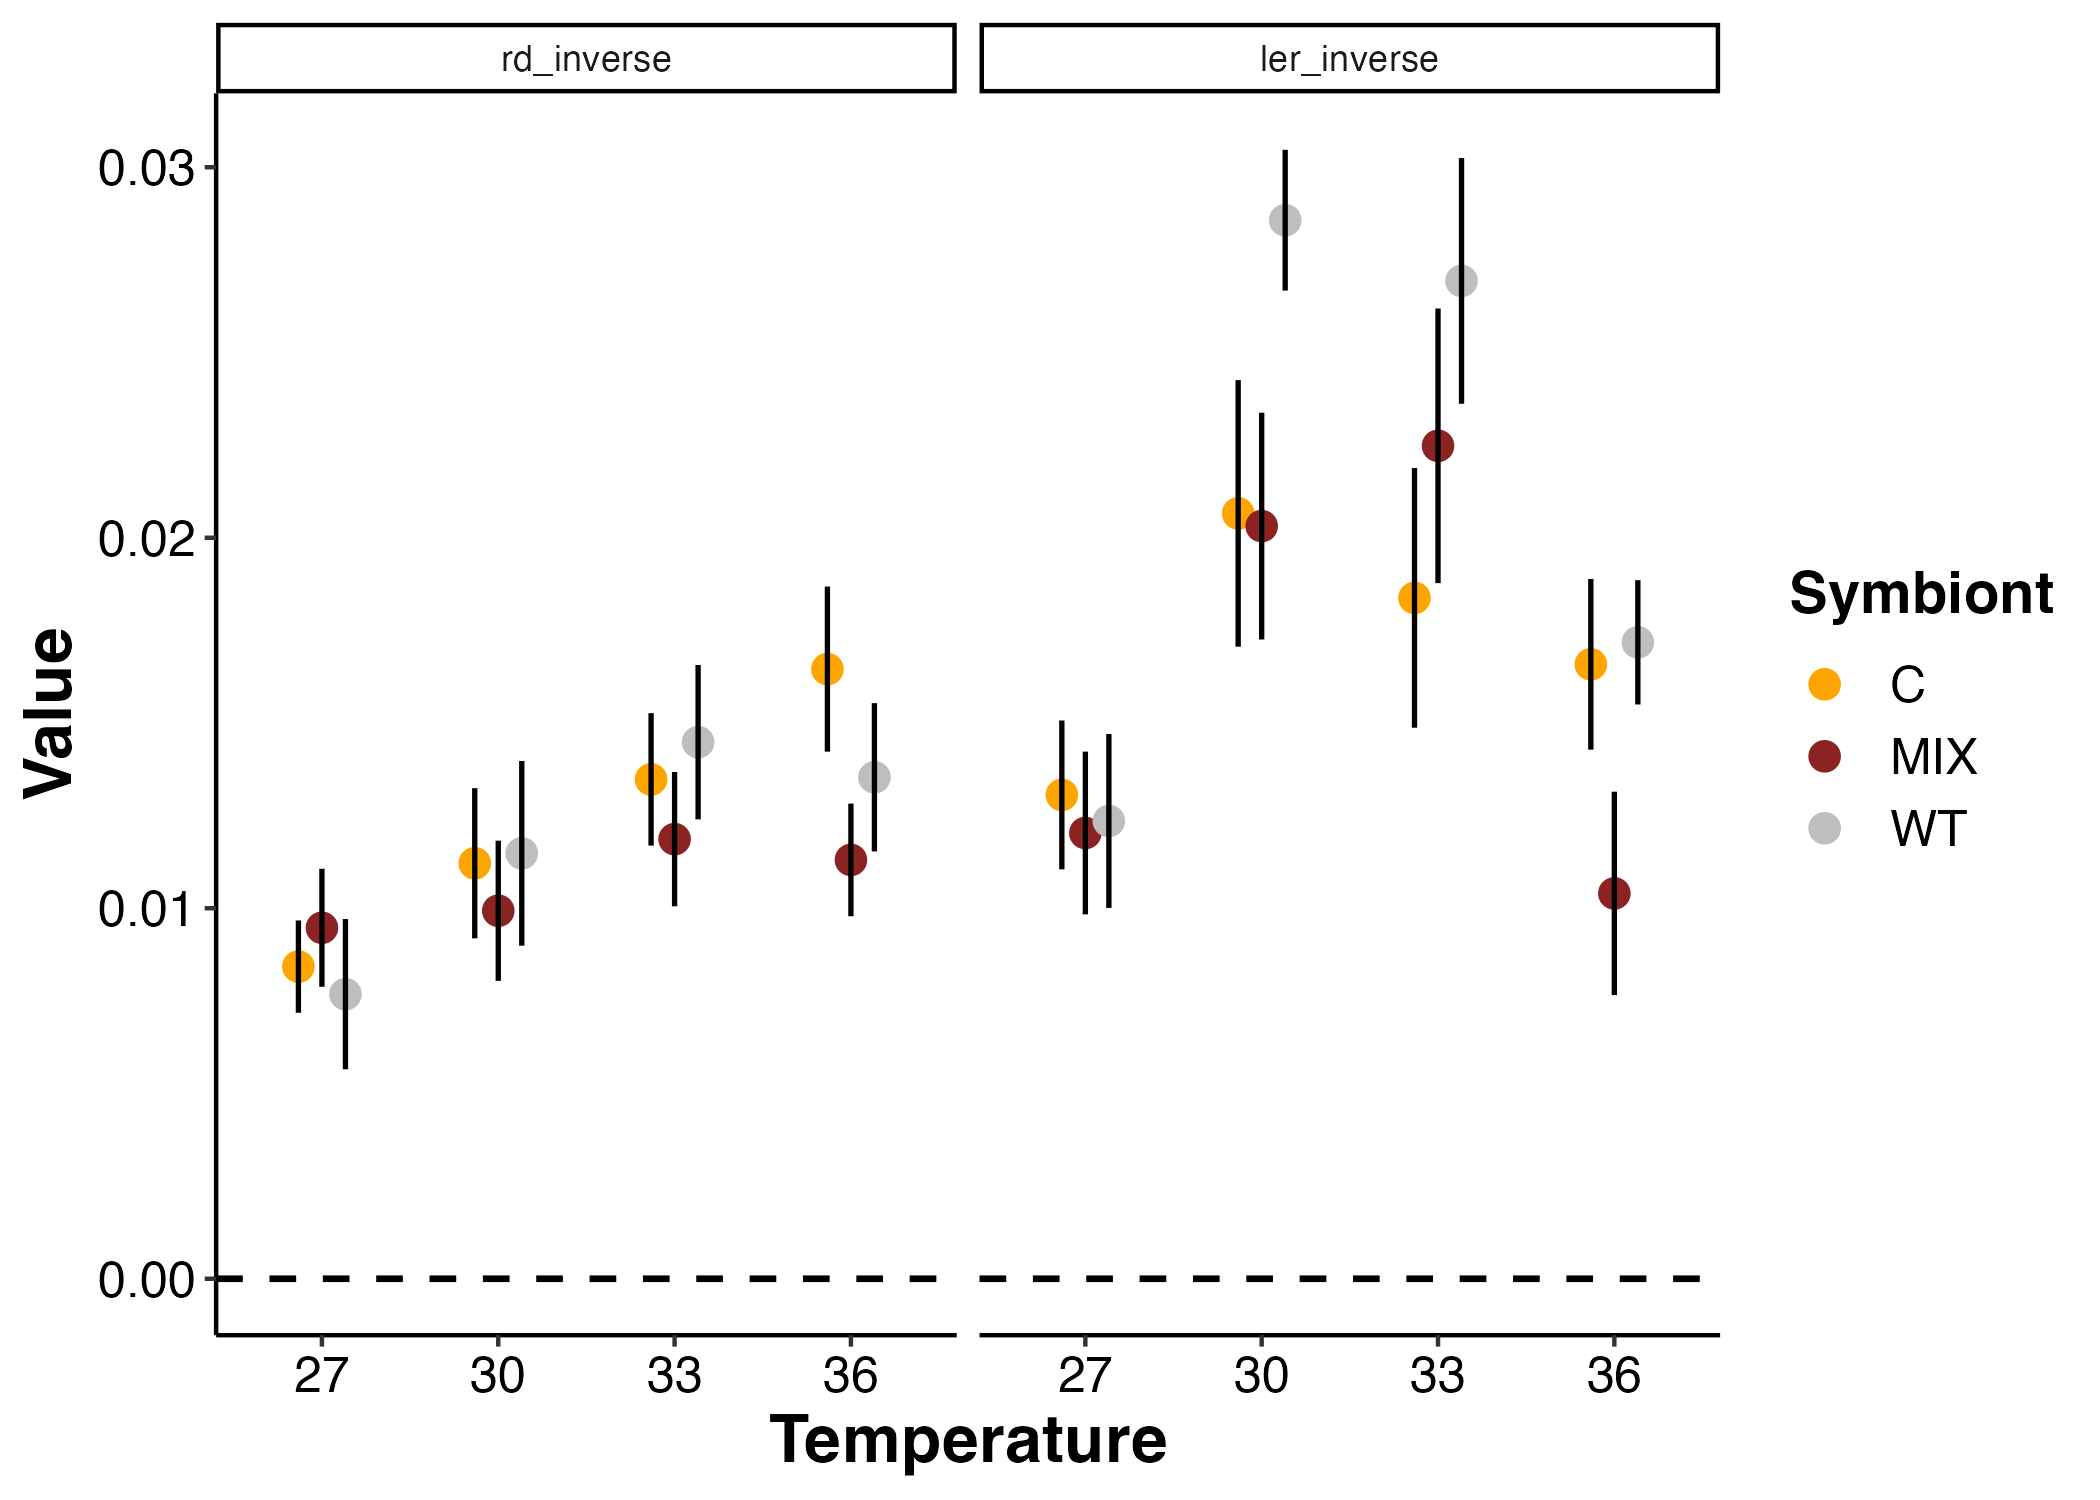 rd_inverse
ler_inverse
Value
0.03
0.02
0.01
0.00
27 30 33 36
27 30 33 36
Temperature
Symbiont
C
MIX
WT